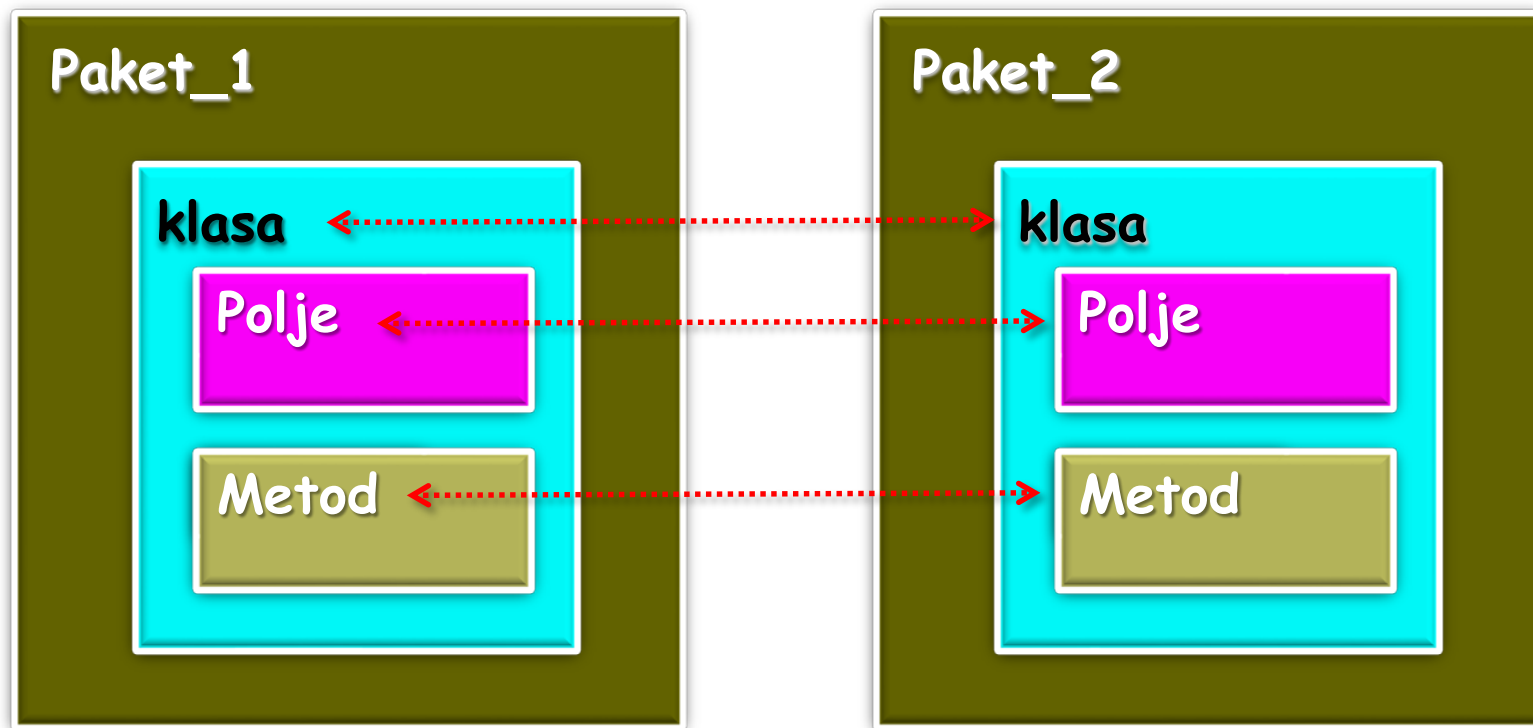 Paket_1
klasa
Polje
Metod
Paket_2
klasa
Polje
Metod